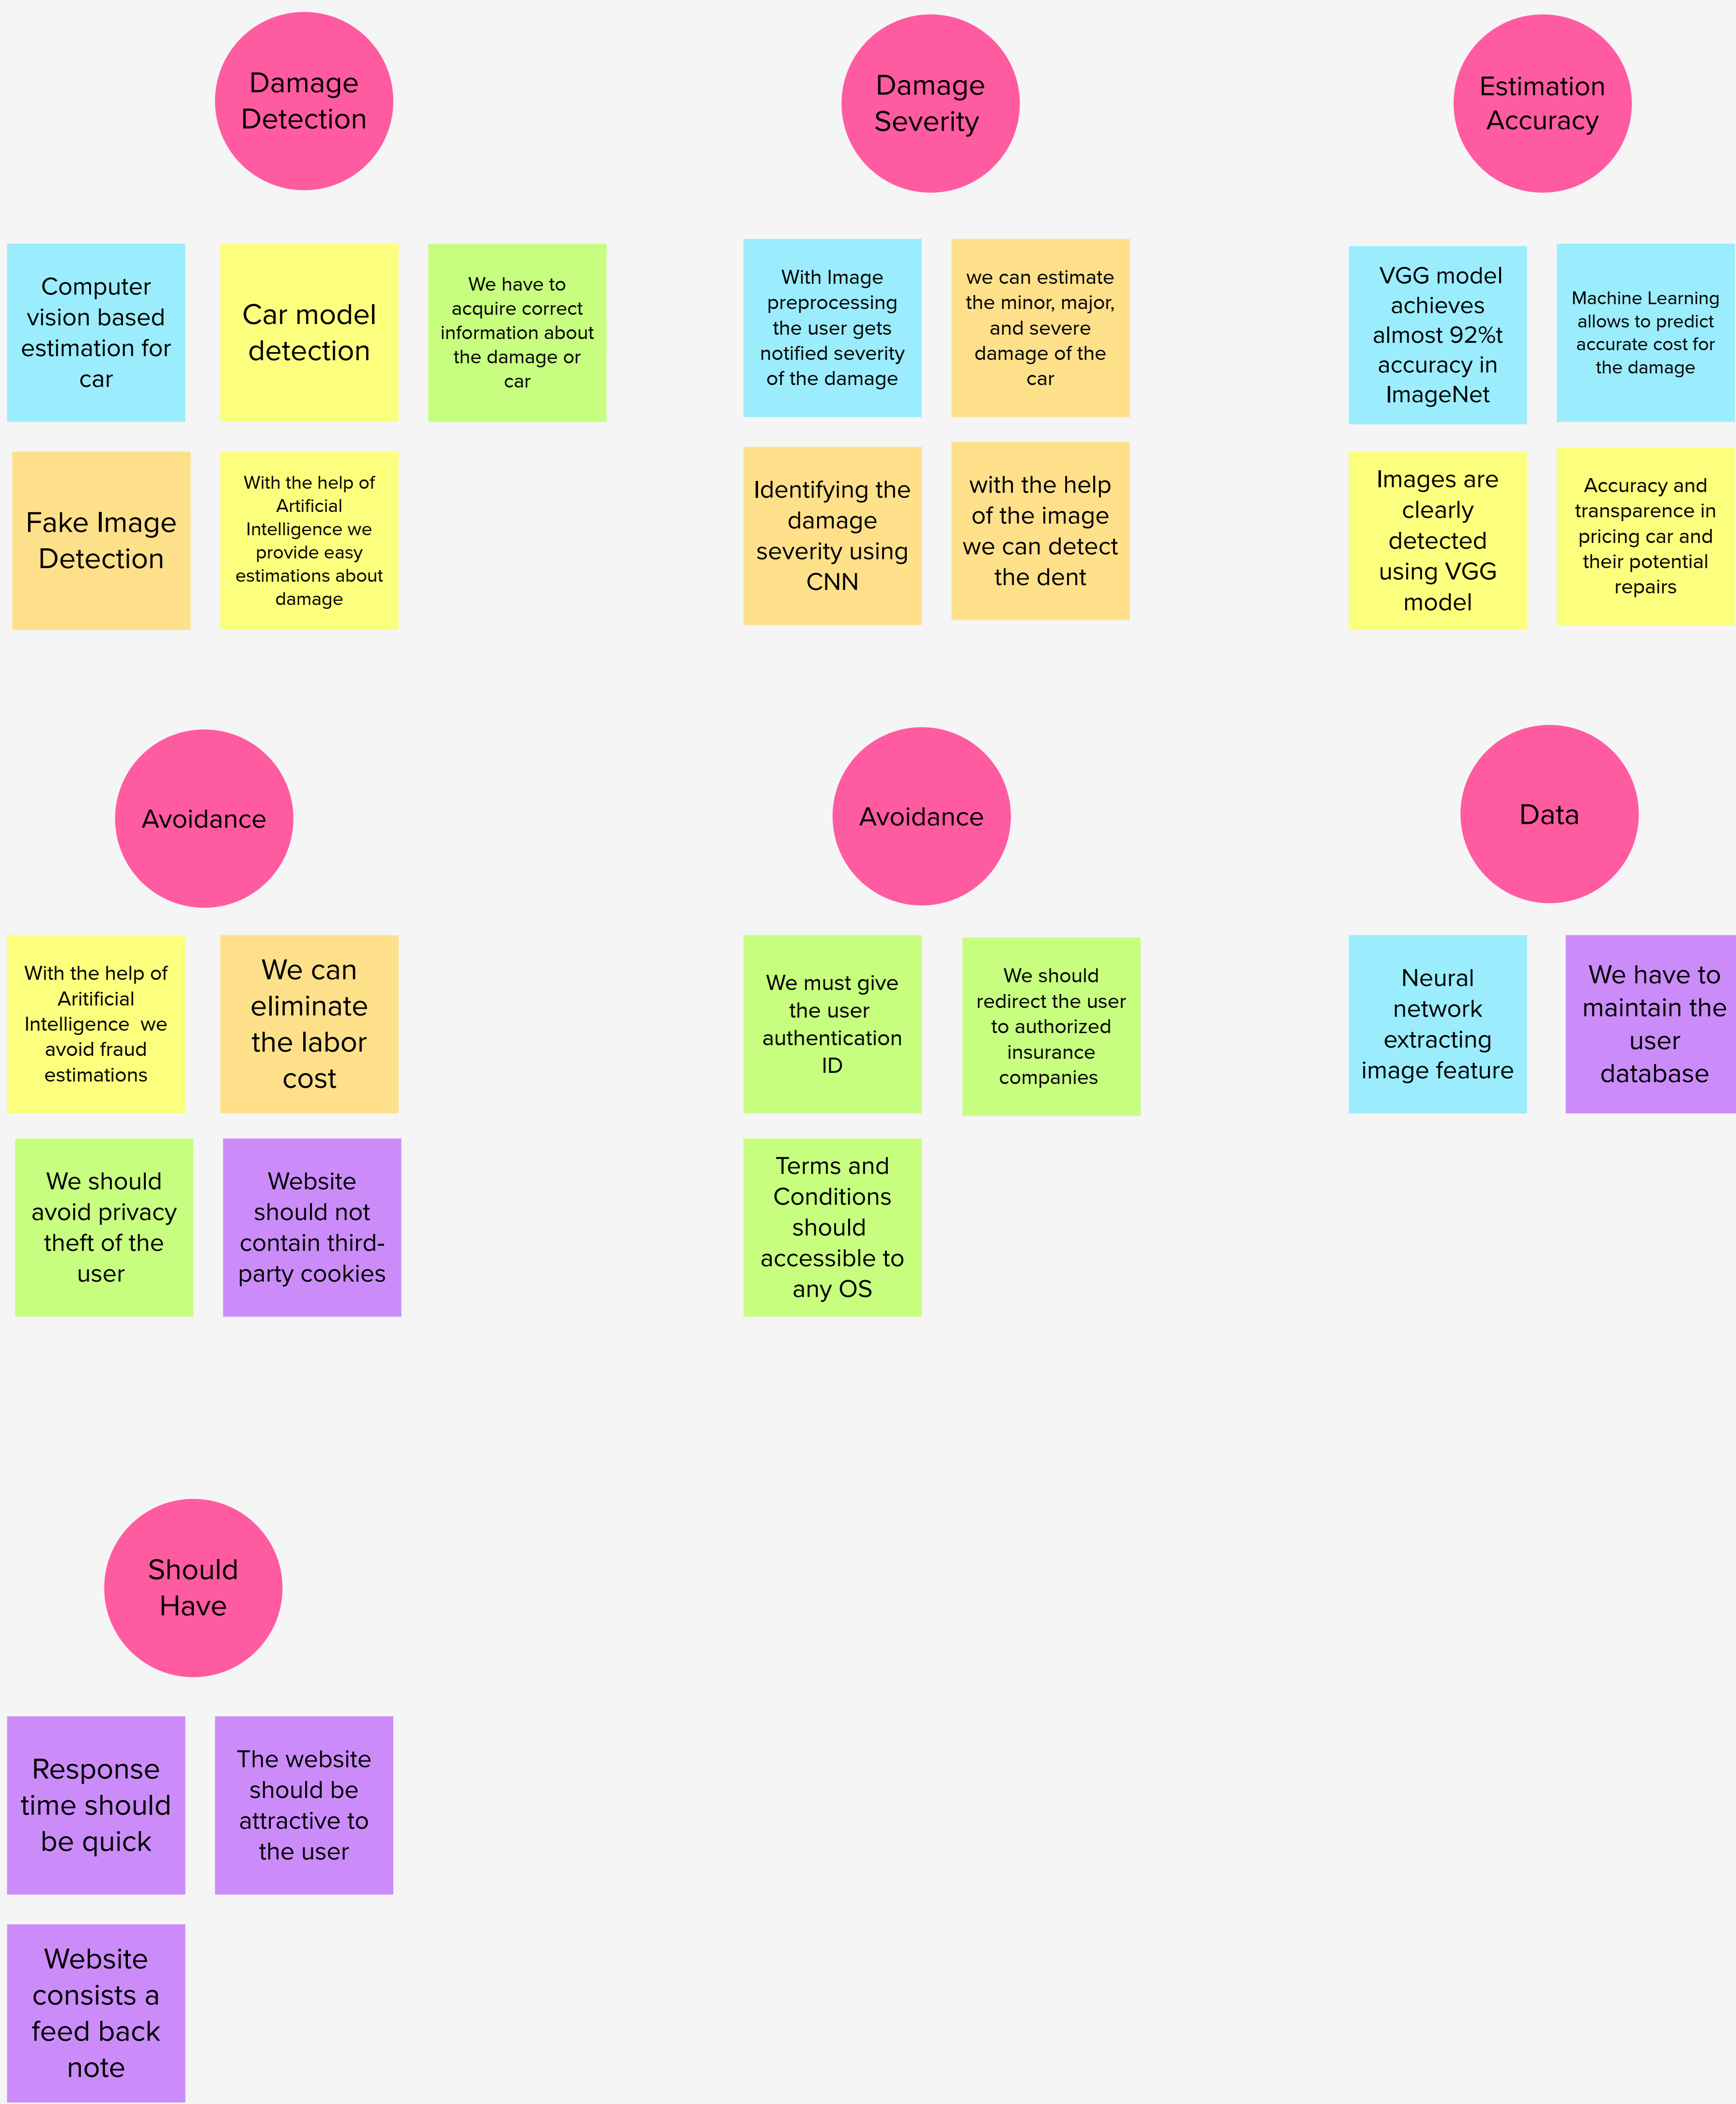 Damage
Detection
Damage
Severity
Estimation
Accuracy
Computer
vision based
estimation for
car
Car model
detection
We have to
acquire correct
information about
the damage or
car
Fake Image
Detection
With the help of
Artificial
Intelligence we
provide easy
estimations about
damage
With Image
preprocessing
the user gets
notified severity
of the damage
we can estimate
the minor, major,
and severe
damage of the
car
Identifying the
damage
severity using
CNN
with the help
of the image
we can detect
the dent
VGG model
achieves
almost 92%t
accuracy in
ImageNet
Machine Learning
allows to predict
accurate cost for
the damage
Images are
clearly
detected
using VGG
model
Accuracy and
transparence in
pricing car and
their potential
repairs
Avoidance
Avoidance
Data
With the help of
Aritificial
Intelligence we
avoid fraud
estimations
We can
eliminate
the labor
cost
We should
avoid privacy
theft of the
user
Website
should not
contain third-
party cookies
We must give
the user
authentication
ID
We should
redirect the user
to authorized
insurance
companies
Terms and
Conditions
should
accessible to
any OS
Neural
network
extracting
image feature
We have to
maintain the
user
database
Should
Have
Response
time should
be quick
The website
should be
attractive to
the user
Website
consists a
feed back
note